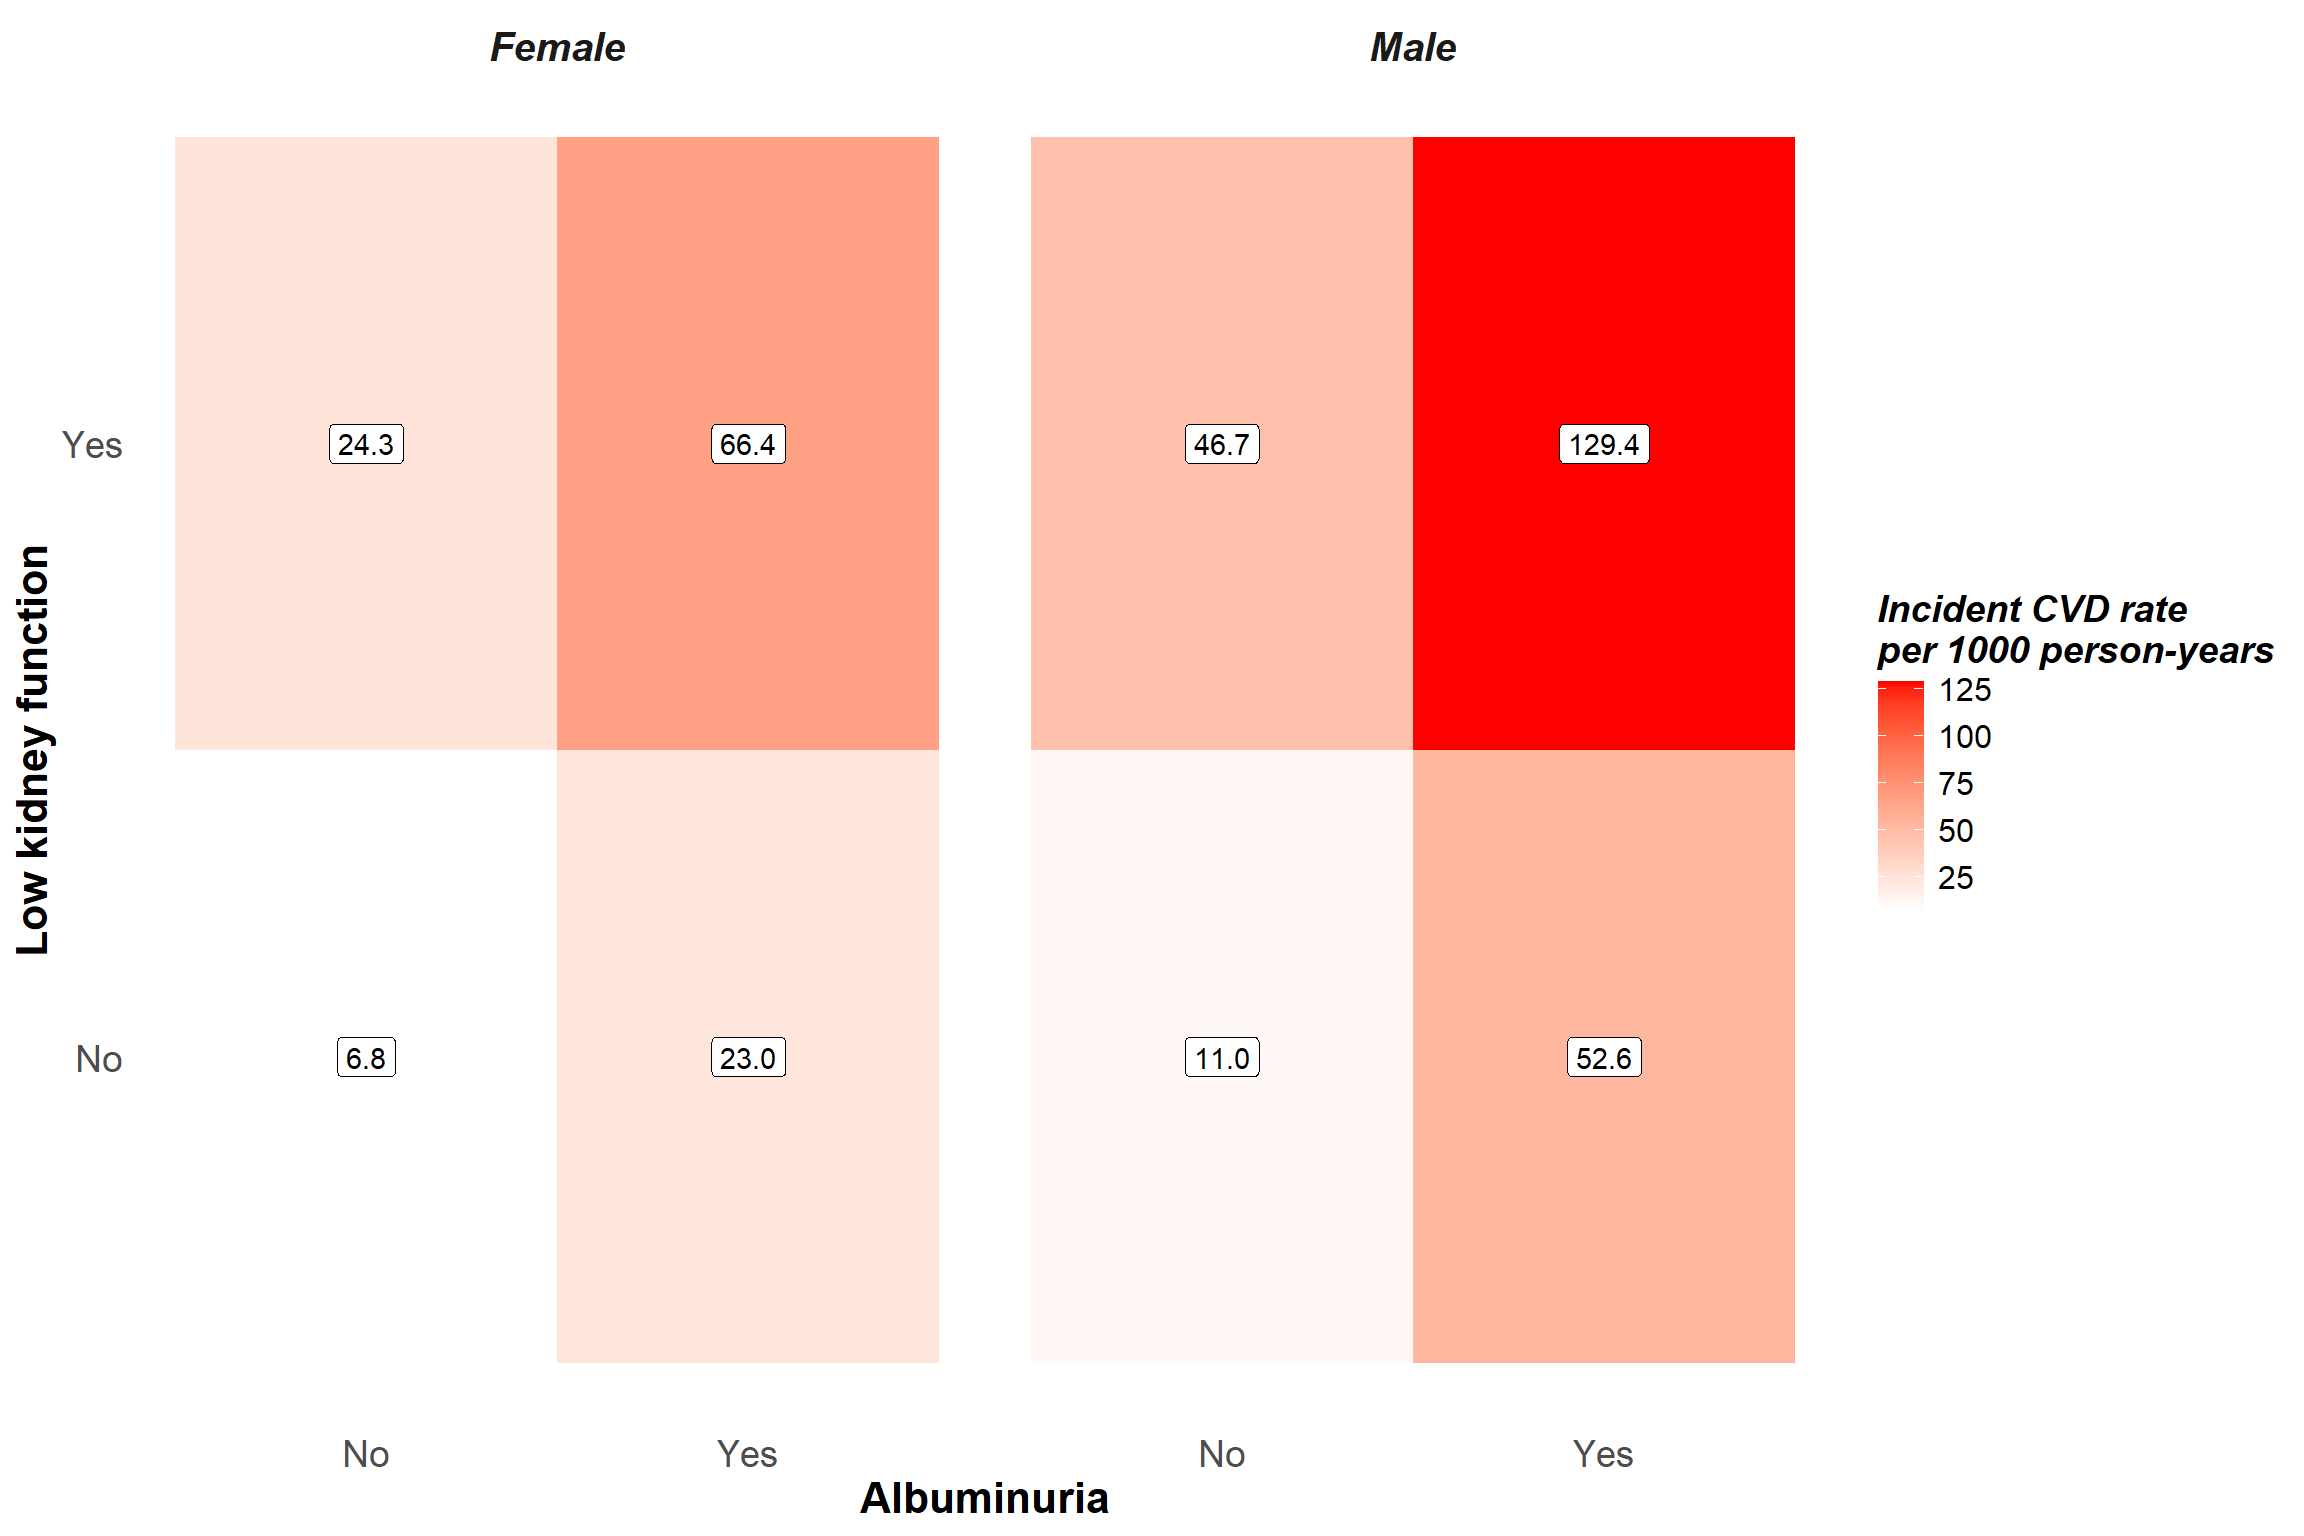 Female
Male
Yes
24.3
66.4
46.7
129.4
Low kidney function
Incident CVD rate
per 1000 person-years
125
100
75
50
25
No
6.8
23.0
11.0
52.6
No
Yes
No
Yes
Albuminuria